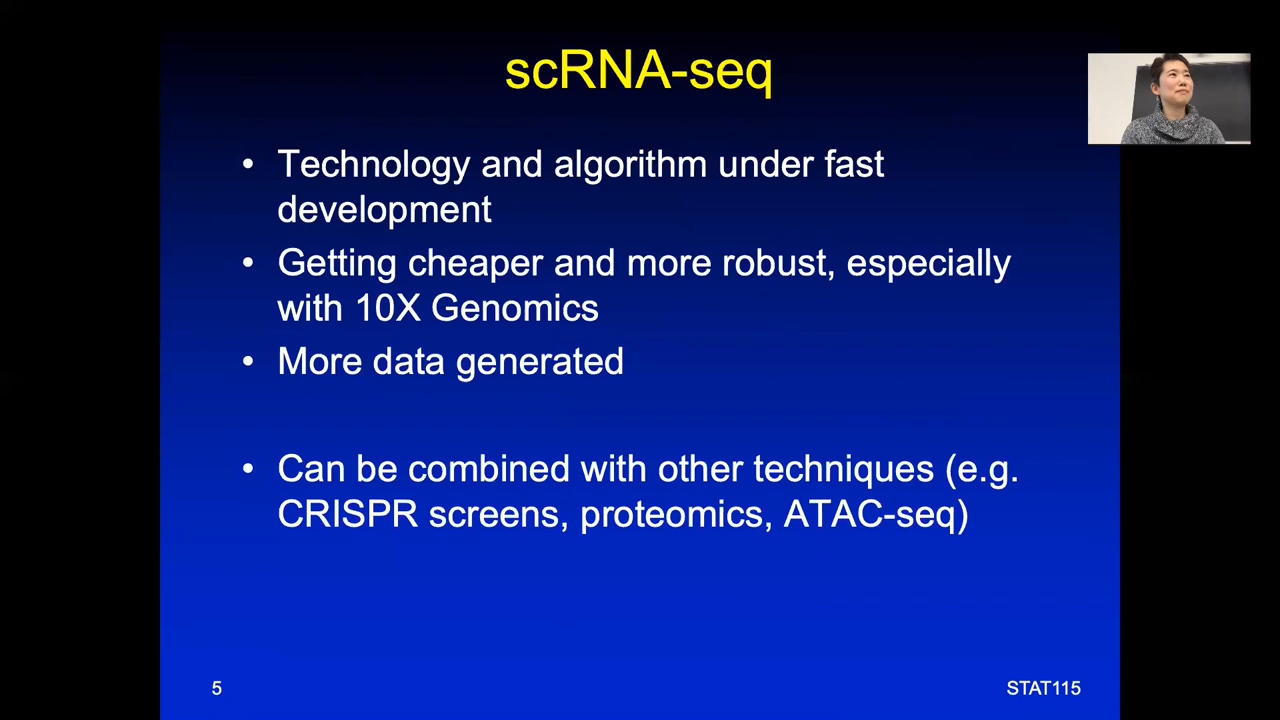 scRNA-seq
• Technology and algorithm under fast
development
• Getting cheaper and more robust, especially
with 10X Genomics
• More data generated
• Can be combined with other techniques (e.g.
CRISPR screens, proteomics, ATAC-seq)
5
STAT115